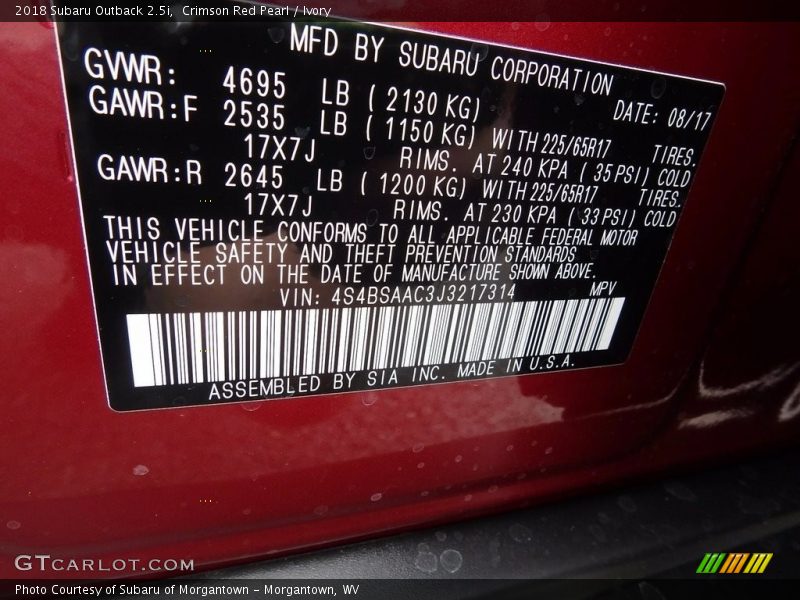 2018 Subaru Outback 2.5i, Crimson Red Pearl / Ivory
MFD BY SUBARU CORPORATION
GVWR: 4695 LB ( 2130 KG) DATE: 08/17
GAWR:F 2535 LB ( 1150 KG) WITH 225/65R17 TIRES.
17X7J RIMS. AT 240 KPA ( 35 PSI) COLD
GAWR:R 2645 LB ( 1200 KG) WITH 225/65R17 TIRES.
17X7J RIMS. AT 230 KPA ( 33 PSI) COLD
THIS VEHICLE CONFORMS TO ALL APPLICABLE FEDERAL MOTOR
VEHICLE SAFETY AND THEFT PREVENTION STANDARDS
IN EFFECT ON THE DATE OF MANUFACTURE SHOWN ABOVE.
VIN: 4S4BSAAC3J3217314 MPV
ASSEMBLED BY SIA INC. MADE IN U.S.A.
GTCARLOT.COM
Photo Courtesy of Subaru of Morgantown - Morgantown, WV